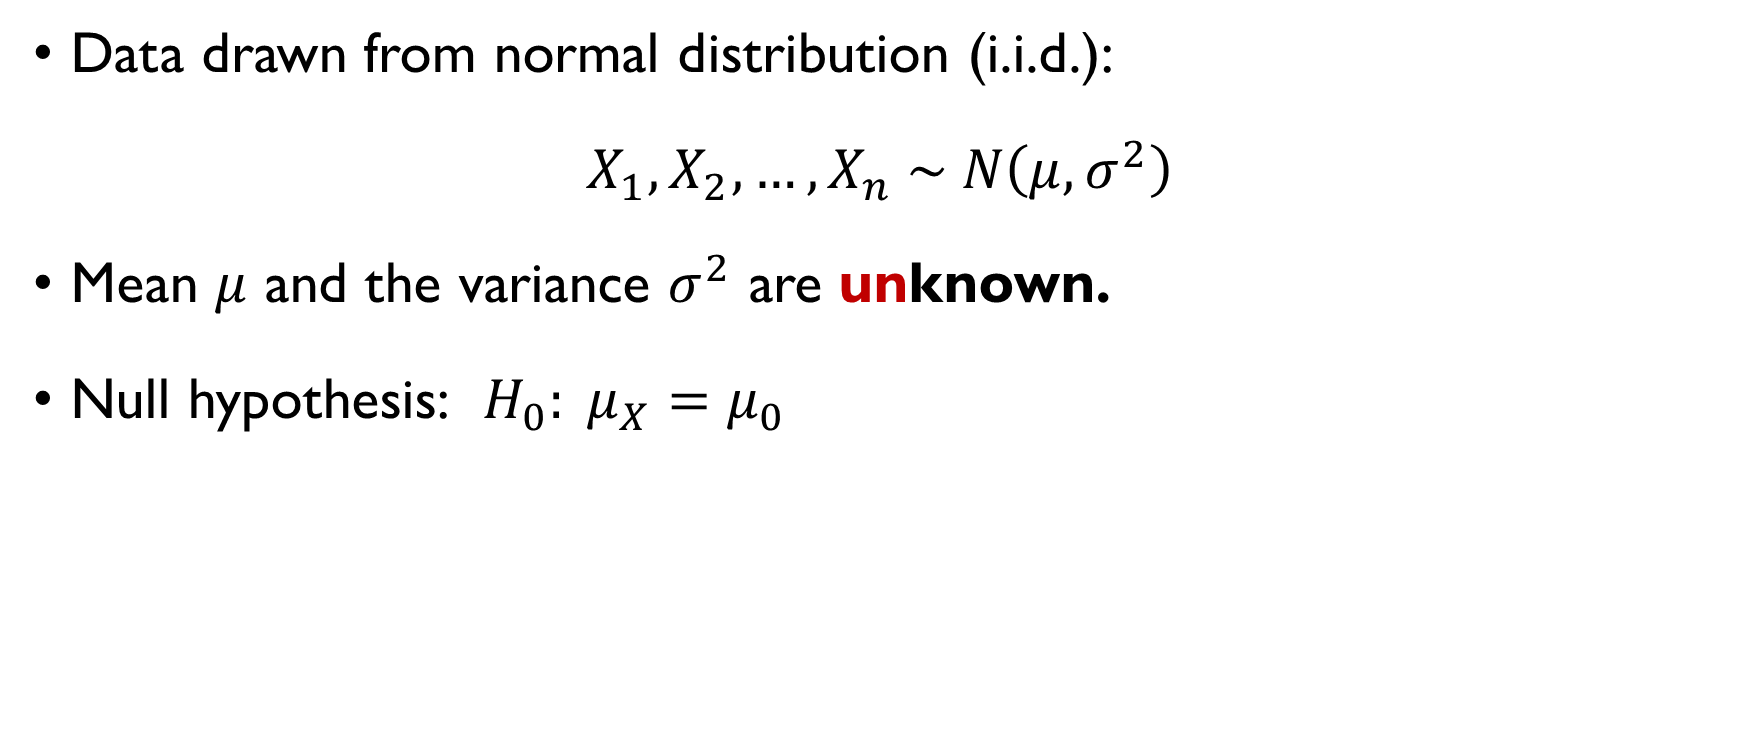 • Data drawn from normal distribution (i.i.d.):
X₁, X₂, … , Xₙ ~ N(μ, σ²)
• Mean μ and the variance σ² are unknown.
• Null hypothesis: H₀: μ_X = μ₀